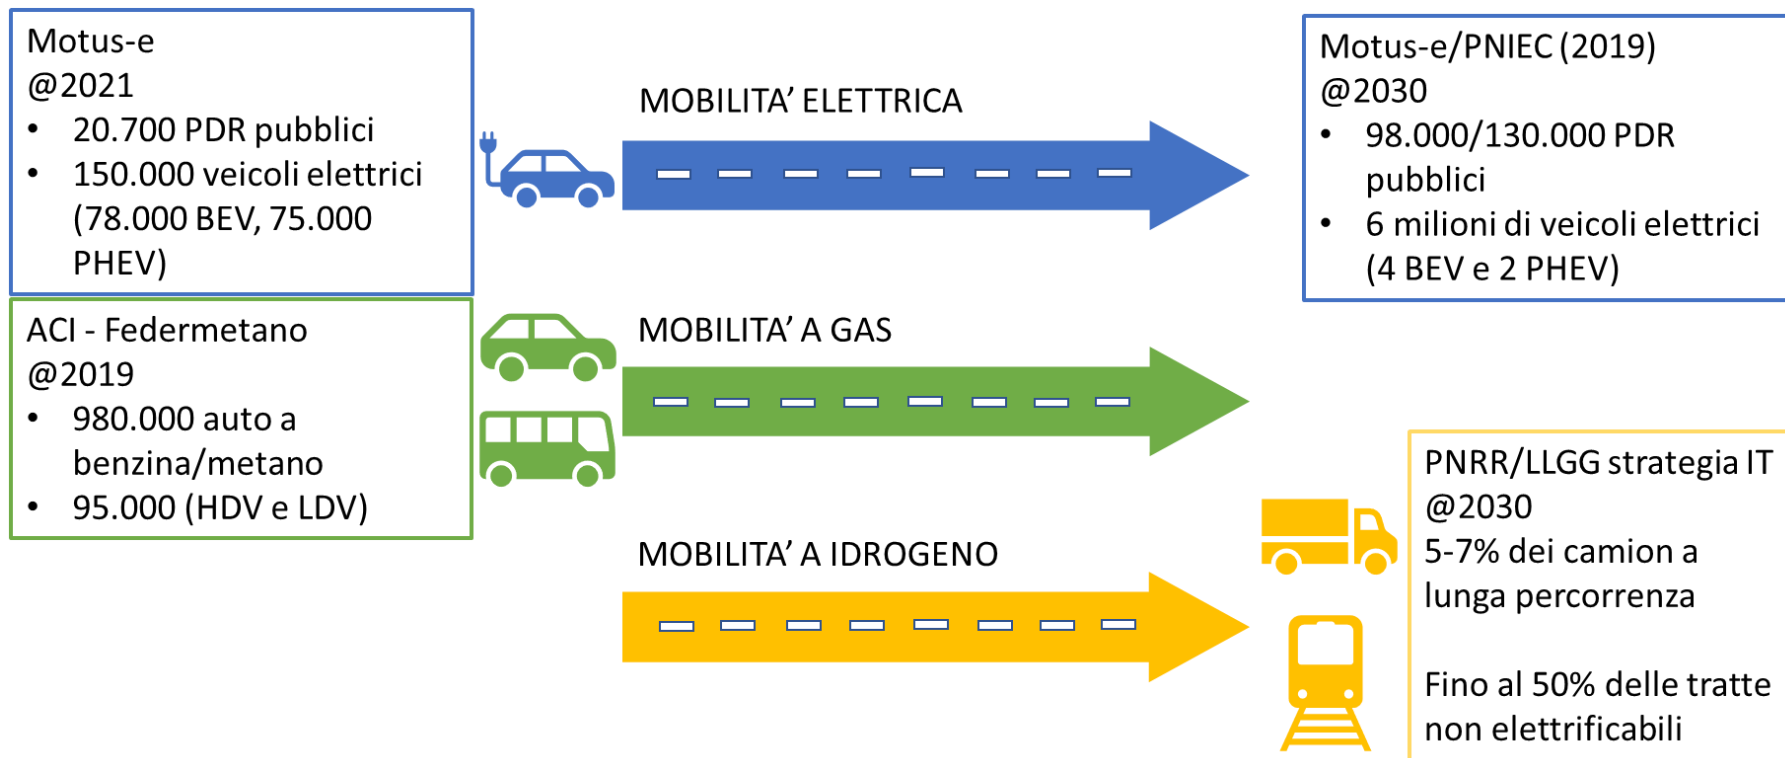 Motus-e
@2021
• 20.700 PDR pubblici
• 150.000 veicoli elettrici
(78.000 BEV, 75.000
PHEV)
MOBILITA’ ELETTRICA
Motus-e/PNIEC (2019)
@2030
• 98.000/130.000 PDR
pubblici
• 6 milioni di veicoli elettrici
(4 BEV e 2 PHEV)
ACI - Federmetano
@2019
• 980.000 auto a
benzina/metano
• 95.000 (HDV e LDV)
MOBILITA’ A GAS
MOBILITA’ A IDROGENO
PNRR/LLGG strategia IT
@2030
5-7% dei camion a
lunga percorrenza
Fino al 50% delle tratte
non elettrificabili